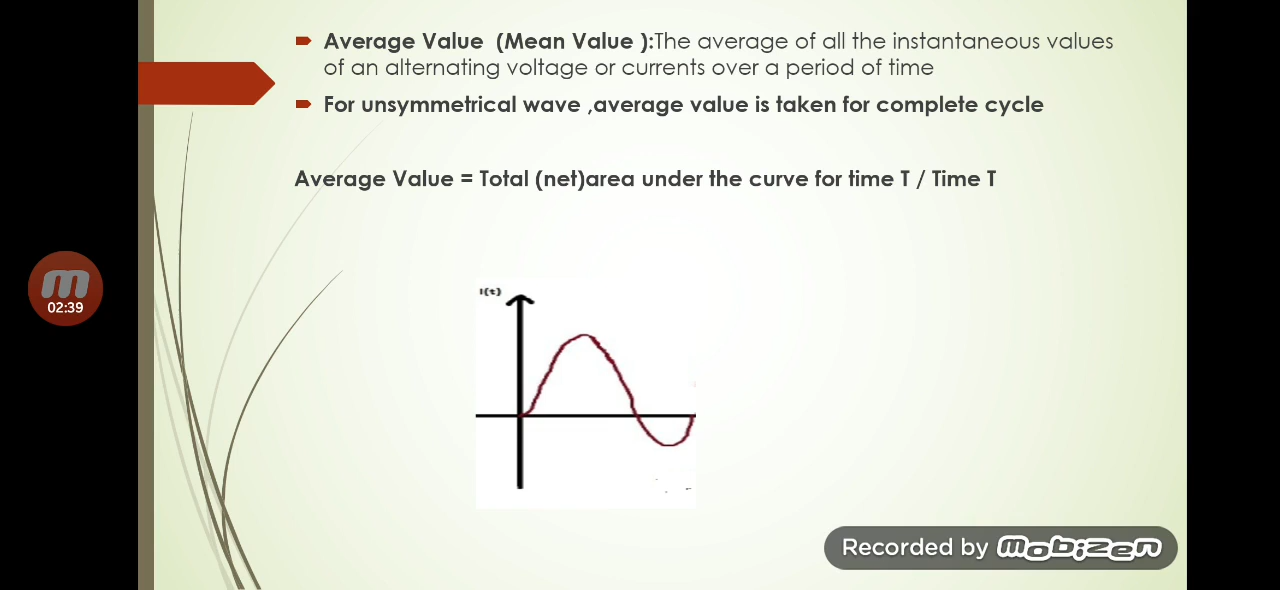 Average Value (Mean Value ):The average of all the instantaneous values
of an alternating voltage or currents over a period of time
For unsymmetrical wave ,average value is taken for complete cycle
Average Value = Total (net)area under the curve for time T / Time T
02:39
I(t)
Recorded by mobizen